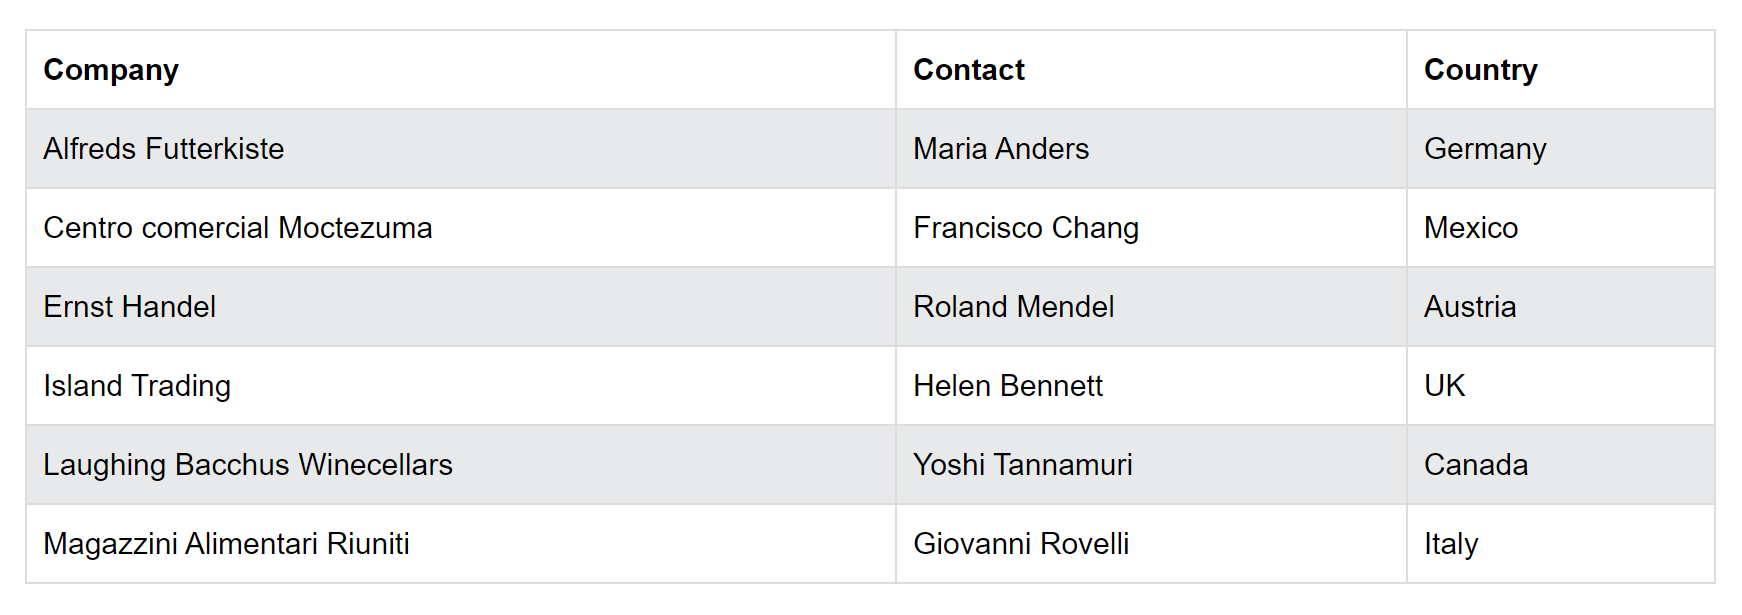 Company Contact Country
Alfreds Futterkiste Maria Anders Germany
Centro comercial Moctezuma Francisco Chang Mexico
Ernst Handel Roland Mendel Austria
Island Trading Helen Bennett UK
Laughing Bacchus Winecellars Yoshi Tannamuri Canada
Magazzini Alimentari Riuniti Giovanni Rovelli Italy